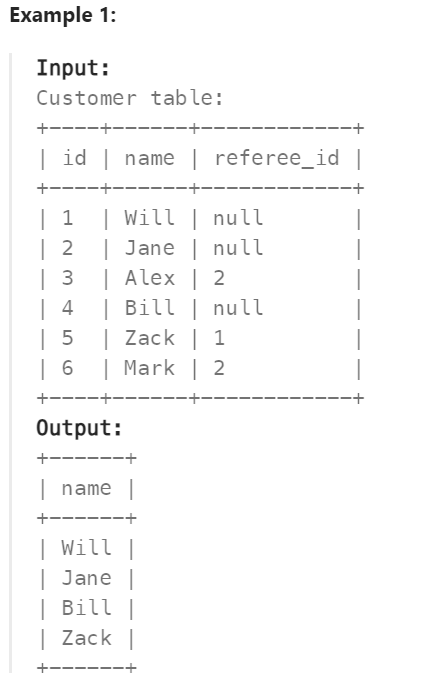 Example 1:
Input:
Customer table:
+----+------+------------+
| id | name | referee_id |
+----+------+------------+
| 1  | Will | null       |
| 2  | Jane | null       |
| 3  | Alex | 2          |
| 4  | Bill | null       |
| 5  | Zack | 1          |
| 6  | Mark | 2          |
+----+------+------------+
Output:
+------+
| name |
+------+
| Will |
| Jane |
| Bill |
| Zack |
+------+